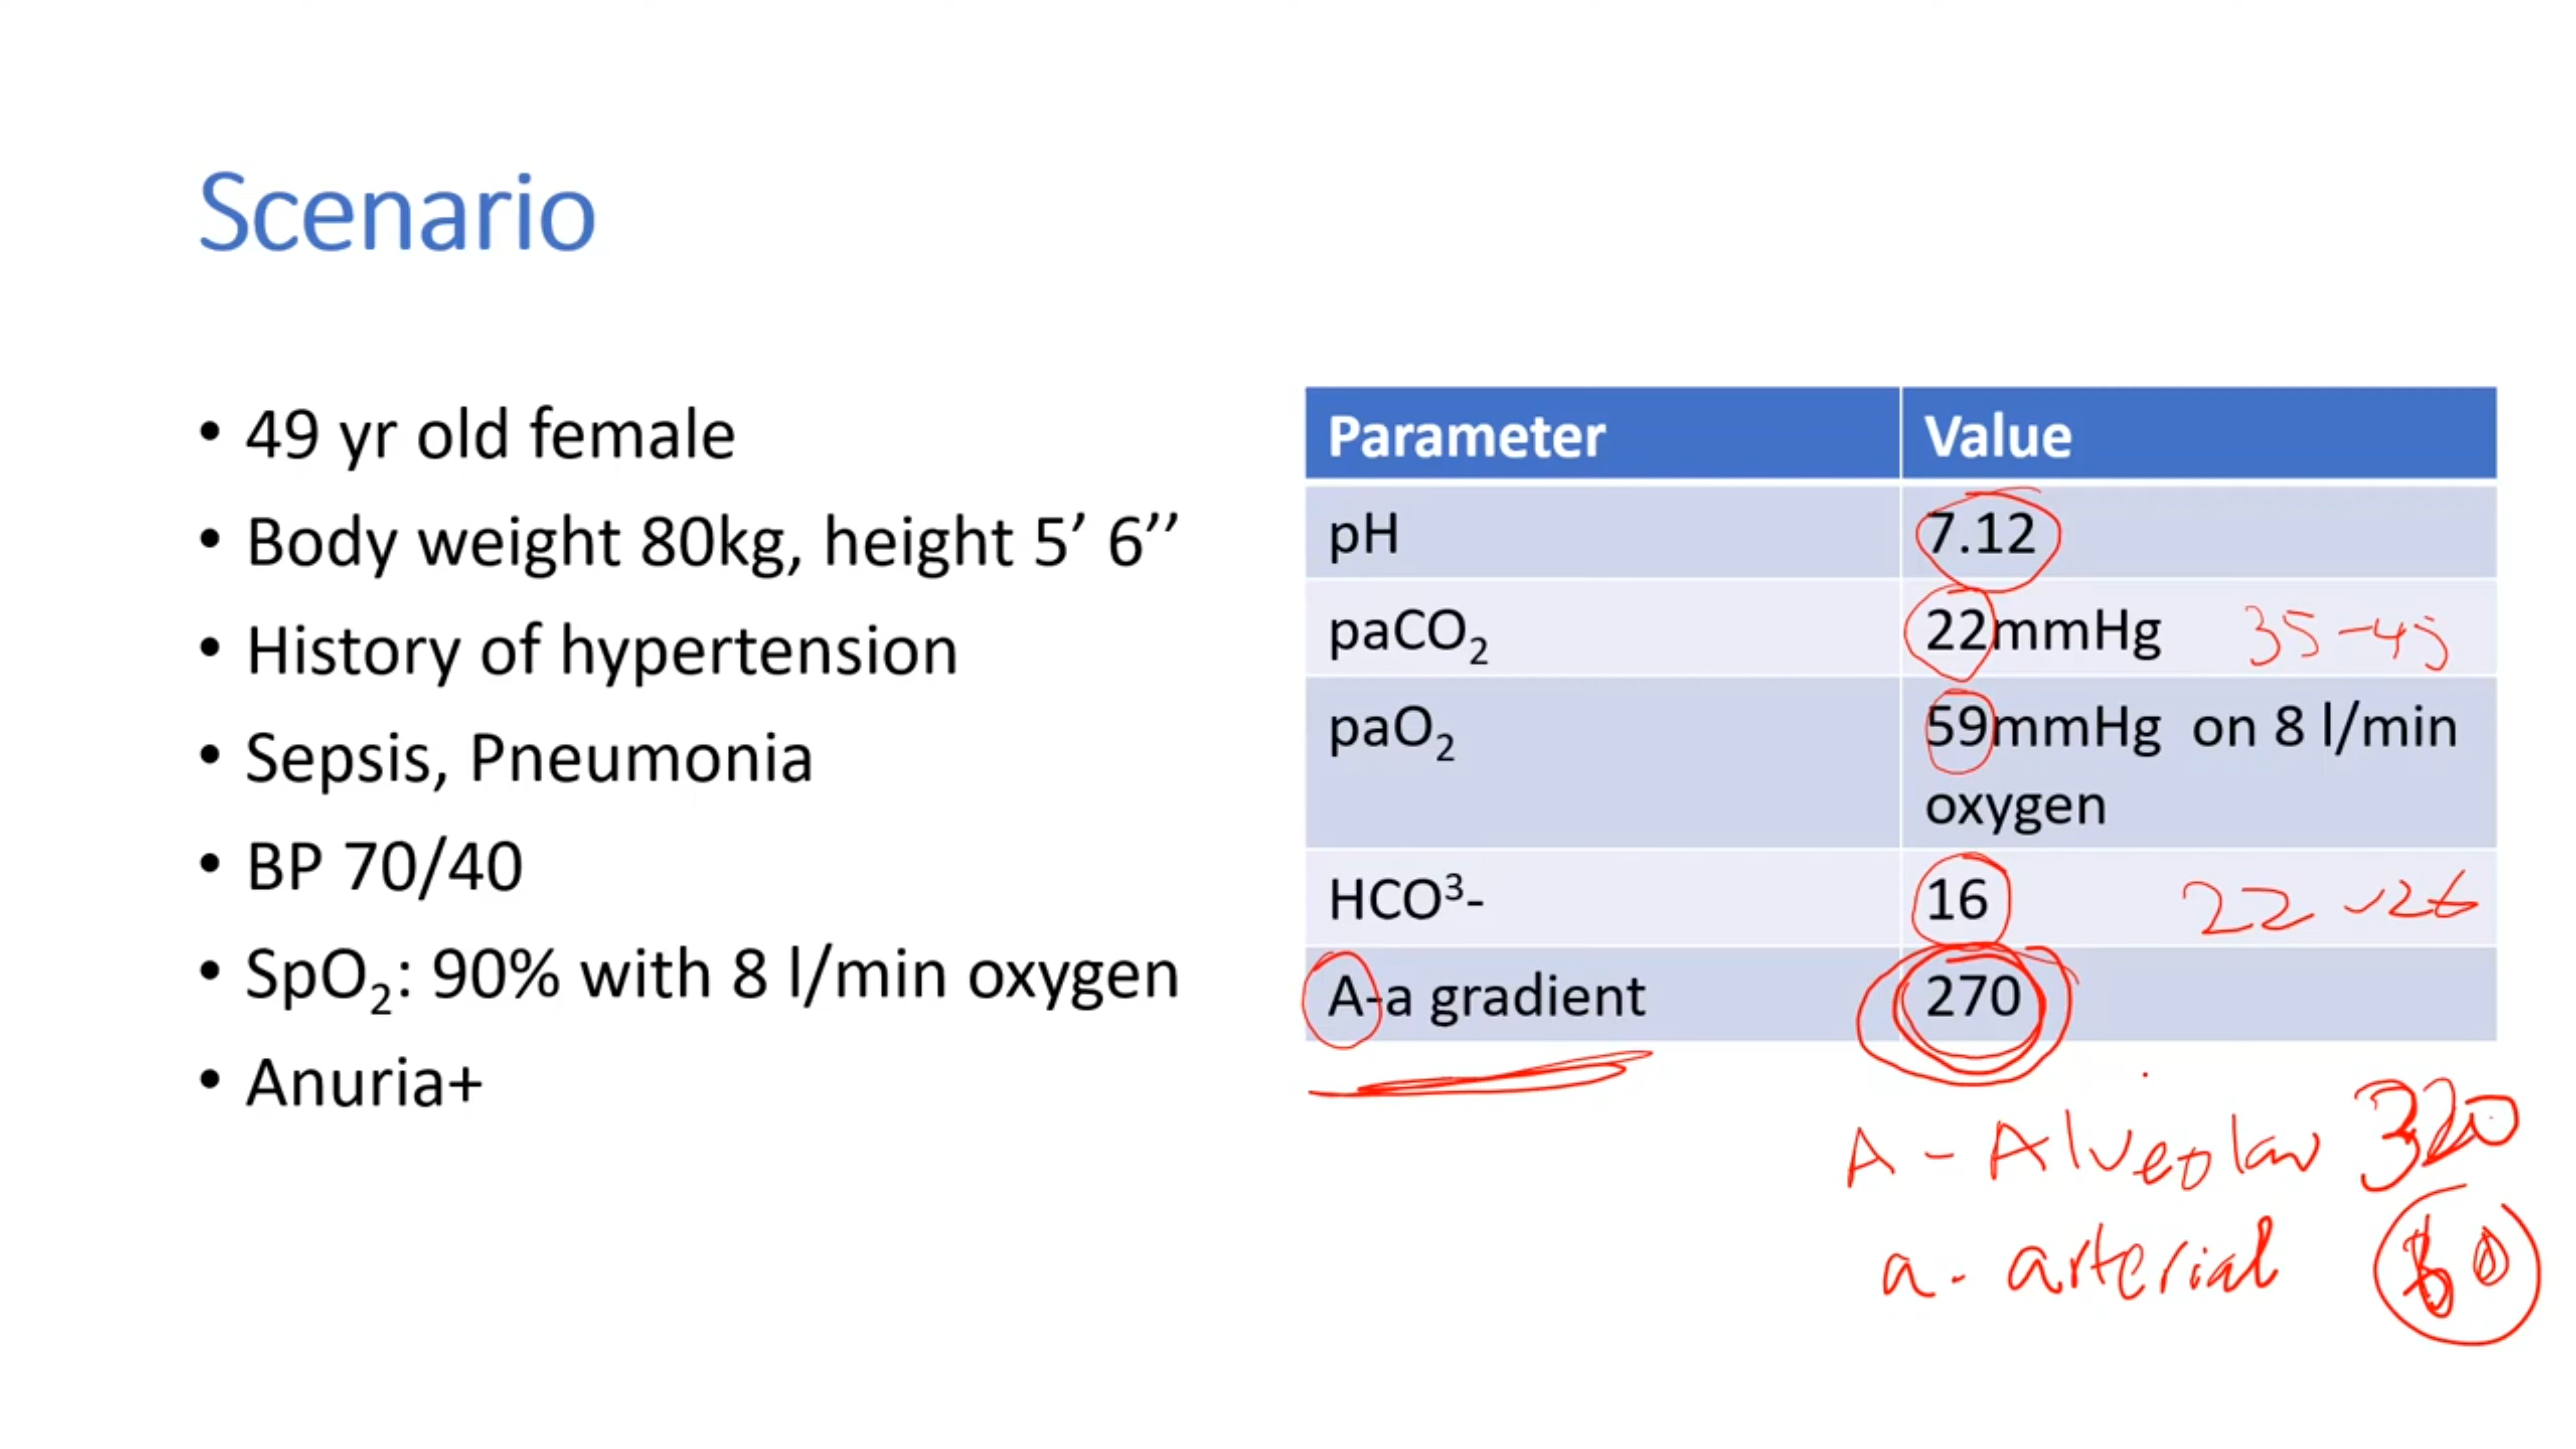 Scenario
• 49 yr old female
• Body weight 80kg, height 5’ 6’’
• History of hypertension
• Sepsis, Pneumonia
• BP 70/40
• SpO₂: 90% with 8 l/min oxygen
• Anuria+
Parameter Value
pH 7.12
paCO₂ 22mmHg 35-45
paO₂ 59mmHg on 8 l/min
oxygen
HCO³- 16 22-26
A-a gradient 270
A - Alveolar 320
a - arterial